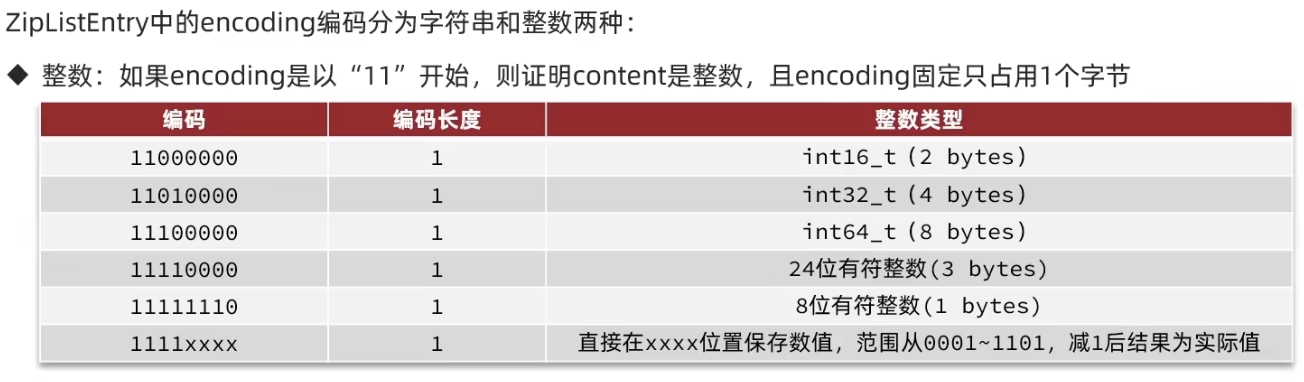 ZipListEntry中的encoding编码分为字符串和整数两种：
◆ 整数：如果encoding是以“11”开始，则证明content是整数，且encoding固定只占用1个字节
编码 编码长度 整数类型
11000000 1 int16_t (2 bytes)
11010000 1 int32_t (4 bytes)
11100000 1 int64_t (8 bytes)
11110000 1 24位有符整数(3 bytes)
11111110 1 8位有符整数(1 bytes)
1111xxxx 1 直接在xxxx位置保存数值，范围从0001~1101，减1后结果为实际值